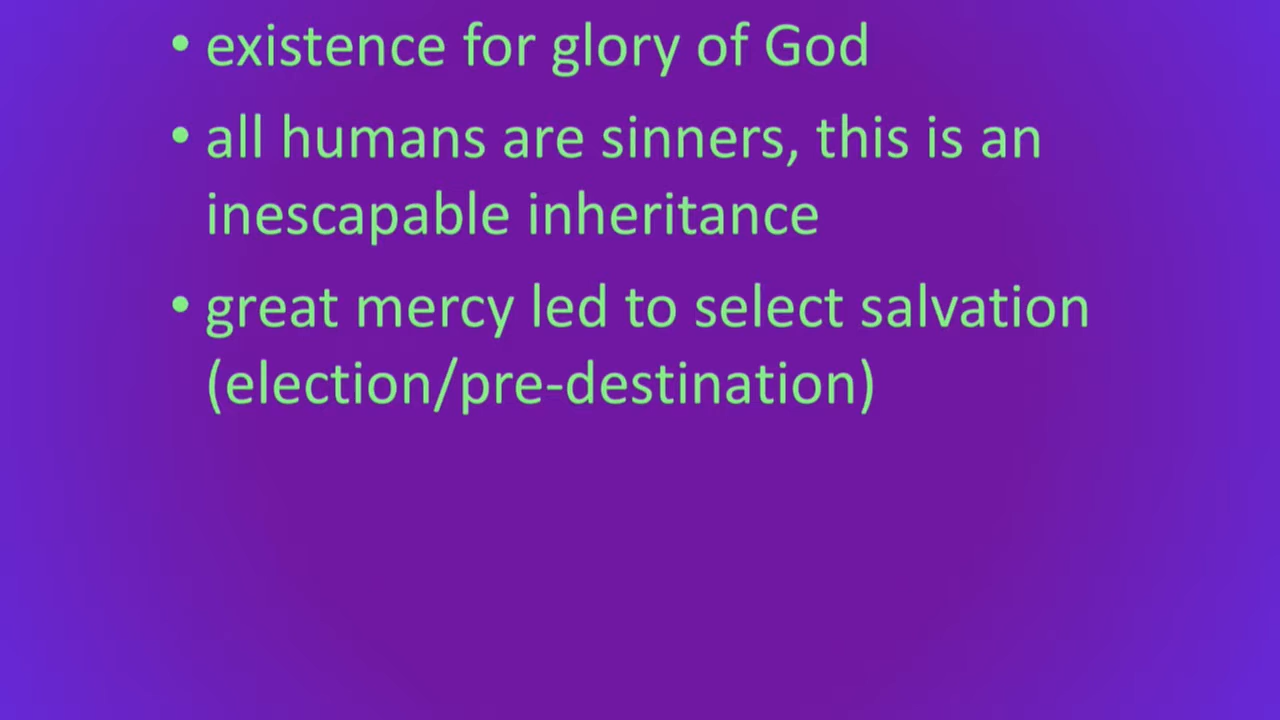 • existence for glory of God
• all humans are sinners, this is an
inescapable inheritance
• great mercy led to select salvation
(election/pre-destination)